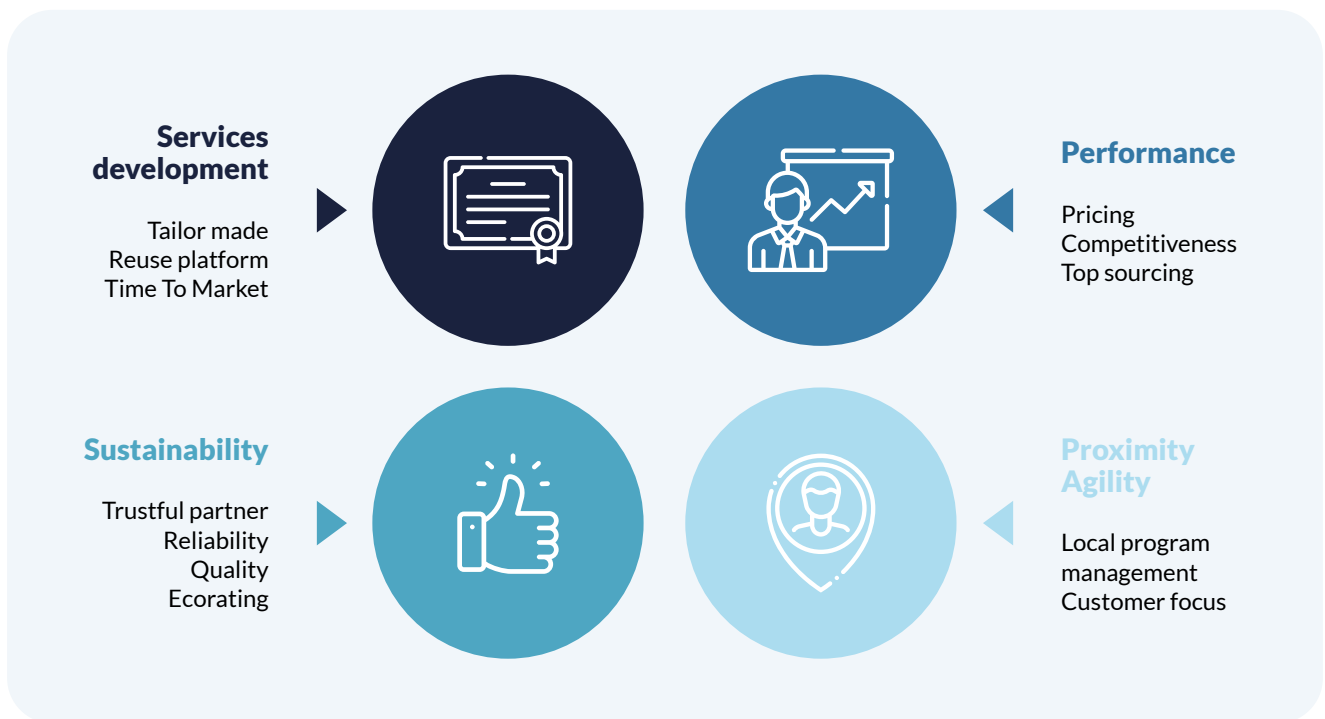 Services
development
Tailor made
Reuse platform
Time To Market
Performance
Pricing
Competitiveness
Top sourcing
Sustainability
Trustful partner
Reliability
Quality
Ecorating
Proximity
Agility
Local program
management
Customer focus